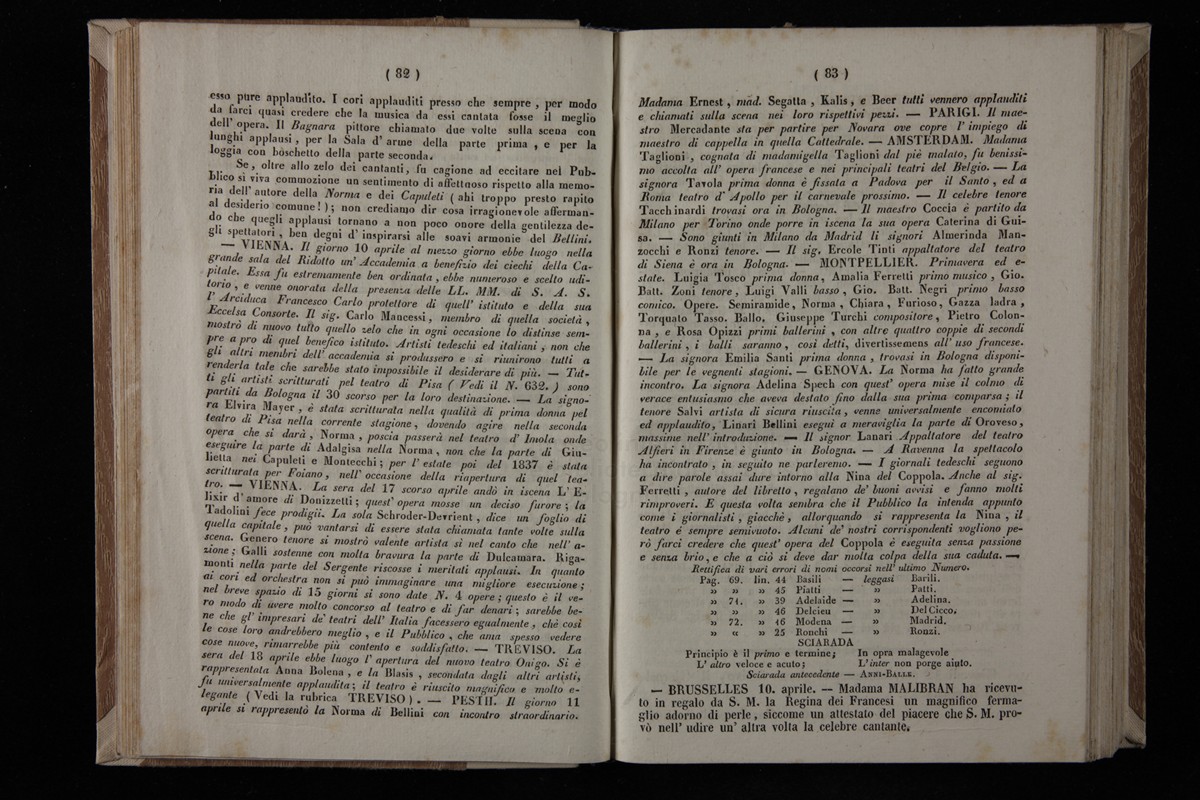 ( 82 )
esso pure applaudito. I cori applauditi presso che sempre , per modo
da farci quasi credere che la musica da essi cantata fosse il meglio
dell' opera. Il Bagnara pittore chiamato due volte sulla scena con
lunghi applausi , per la Sala d' arme della parte prima , e per la
loggia con boschetto della parte seconda.
Se, oltre allo zelo dei cantanti, fu cagione ad eccitare nel Pub-
blico sì viva commozione un sentimento di affettuoso rispetto alla memo-
ria dell' autore della Norma e dei Capuleti ( ahi troppo presto rapito
al desiderio comune! ); non crediamo dir cosa irragionevole afferman-
do che quegli applausi tornano a non poco onore della gentilezza de-
gli spettatori , ben degni d' inspirarsi alle soavi armonie del Bellini.
— VIENNA. Il giorno 10 aprile al mezzo giorno ebbe luogo nella
grande sala del Ridotto un' Accademia a benefizio dei ciechi della Ca-
pitale. Essa fu estremamente ben ordinata , ebbe numeroso e scelto udi-
torio , e venne onorata della presenza delle LL. MM. di S. A. S.
l' Arciduca Francesco Carlo protettore di quell' istituto e della sua
Eccelsa Consorte. Il sig. Carlo Mancessi, membro di quella società ,
mostrò di nuovo tutto quello zelo che in ogni occasione lo distinse sem-
pre a pro di quel benefico istituto. Artisti tedeschi ed italiani , non che
gli altri membri dell' accademia si produssero e si riunirono tutti a
renderla tale che sarebbe stato impossibile il desiderare di più. — Tut-
ti gli artisti scritturati pel teatro di Pisa ( Vedi il N. 632. ) sono
partiti da Bologna il 30 scorso per la loro destinazione. — La signo-
ra Elvira Mayer , è stata scritturata nella qualità di prima donna pel
teatro di Pisa nella corrente stagione, dovendo agire nella seconda
opera che si darà , Norma , poscia passerà nel teatro d' Imola onde
eseguire la parte di Adalgisa nella Norma , non che la parte di Giu-
lietta nei Capuleti e Montecchi ; per l' estate poi del 1837 è stata
scritturata per Foiano , nell' occasione della riapertura di quel tea-
tro. — VIENNA. La sera del 17 scorso aprile andò in iscena L' E-
lixir d' amore di Donizzetti ; quest' opera mosse un deciso furore ; la
Tadolini fece prodigii. La sola Schroder-Devrient , dice un foglio di
quella capitale , può vantarsi di essere stata chiamata tante volte sulla
scena. Genero tenore si mostrò valente artista sì nel canto che nell' a-
zione ; Galli sostenne con molta bravura la parte di Dulcamara. Riga-
monti nella parte del Sergente riscosse i meritati applausi. In quanto
ai cori ed orchestra non si può immaginare una migliore esecuzione ;
nel breve spazio di 15 giorni si sono date N. 4 opere ; questo è il ve-
ro modo di avere molto concorso al teatro e di far denari ; sarebbe be-
ne che gl' impresari de' teatri dell' Italia facessero egualmente , chè così
le cose loro andrebbero meglio , e il Pubblico , che ama spesso vedere
cose nuove, rimarrebbe più contento e soddisfatto. — TREVISO. La
sera del 18 aprile ebbe luogo l' apertura del nuovo teatro Onigo. Si è
rappresentata Anna Bolena , e la Blasis , secondata dagli altri artisti,
fu universalmente applaudita ; il teatro è riuscito magnifico e molto e-
legante ( Vedi la rubrica TREVISO ) . — PESTH. Il giorno 11
aprile si rappresentò la Norma di Bellini con incontro straordinario.
( 83 )
Madama Ernest , mad. Segatta , Kalis, e Beer tutti vennero applauditi
e chiamati sulla scena nei loro rispettivi pezzi. — PARIGI. Il mae-
stro Mercadante sta per partire per Novara ove copre l' impiego di
maestro di cappella in quella Cattedrale. — AMSTERDAM. Madama
Taglioni , cognata di madamigella Taglioni dal piè malato, fu benissi-
mo accolta all' opera francese e nei principali teatri del Belgio. — La
signora Tavola prima donna è fissata a Padova per il Santo , ed a
Roma teatro d' Apollo per il carnevale prossimo. — Il celebre tenore
Tacchinardi trovasi ora in Bologna. — Il maestro Coccia è partito da
Milano per Torino onde porre in iscena la sua opera Caterina di Gui-
sa. — Sono giunti in Milano da Madrid li signori Almerinda Man-
zocchi e Ronzi tenore. — Il sig. Ercole Tinti appaltatore del teatro
di Siena è ora in Bologna. — MONTPELLIER. Primavera ed e-
state. Luigia Tosco prima donna , Amalia Ferretti primo musico , Gio.
Batt. Zoni tenore , Luigi Valli basso , Gio. Batt. Negri primo basso
comico. Opere. Semiramide, Norma , Chiara , Furioso, Gazza ladra ,
Torquato Tasso. Ballo. Giuseppe Turchi compositore , Pietro Colon-
na , e Rosa Opizzi primi ballerini , con altre quattro coppie di secondi
ballerini , i balli saranno , così detti, divertissemens all' uso francese.
— La signora Emilia Santi prima donna , trovasi in Bologna disponi-
bile per le vegnenti stagioni. — GENOVA. La Norma ha fatto grande
incontro. La signora Adelina Spech con quest' opera mise il colmo di
verace entusiasmo che aveva destato fino dalla sua prima comparsa ; il
tenore Salvi artista di sicura riuscita , venne universalmente encomiato
ed applaudito, Linari Bellini eseguì a meraviglia la parte di Oroveso,
massime nell' introduzione. — Il signor Lanari Appaltatore del teatro
Alfieri in Firenze è giunto in Bologna. — A Ravenna la spettacolo
ha incontrato , in seguito ne parleremo. — I giornali tedeschi seguono
a dire parole assai dure intorno alla Nina del Coppola. Anche al sig.
Ferretti , autore del libretto , regalano de' buoni avvisi e fanno molti
rimproveri. E questa volta sembra che il Pubblico la intenda appunto
come i giornalisti , giacchè , allorquando si rappresenta la Nina , il
teatro è sempre semivuoto. Alcuni de' nostri corrispondenti vogliono pe-
rò farci credere che quest' opera del Coppola è eseguita senza passione
e senza brio, e che a ciò si deve dar molta colpa della sua caduta. —
Rettifica di vari errori di nomi occorsi nell' ultimo Numero.
Pag. 69. lin. 44 Basili — leggasi Barili.
» » » 45 Piatti — » Patti.
» 71. » 39 Adelaide — » Adelina.
» » » 46 Delcieu — » Del Cicco.
» 72. » 46 Modena — » Madrid.
» « » 25 Ronchi — » Ronzi.
SCIARADA
Principio è il primo e termine; In opra malagevole
L' altro veloce e acuto; L' inter non porge aiuto.
Sciarada antecedente — ANNI-BALE.
— BRUSSELLES 10. aprile. — Madama MALIBRAN ha ricevu-
to in regalo da S. M. la Regina dei Francesi un magnifico ferma-
glio adorno di perle , siccome un attestato del piacere che S. M. pro-
vò nell' udire un' altra volta la celebre cantante.